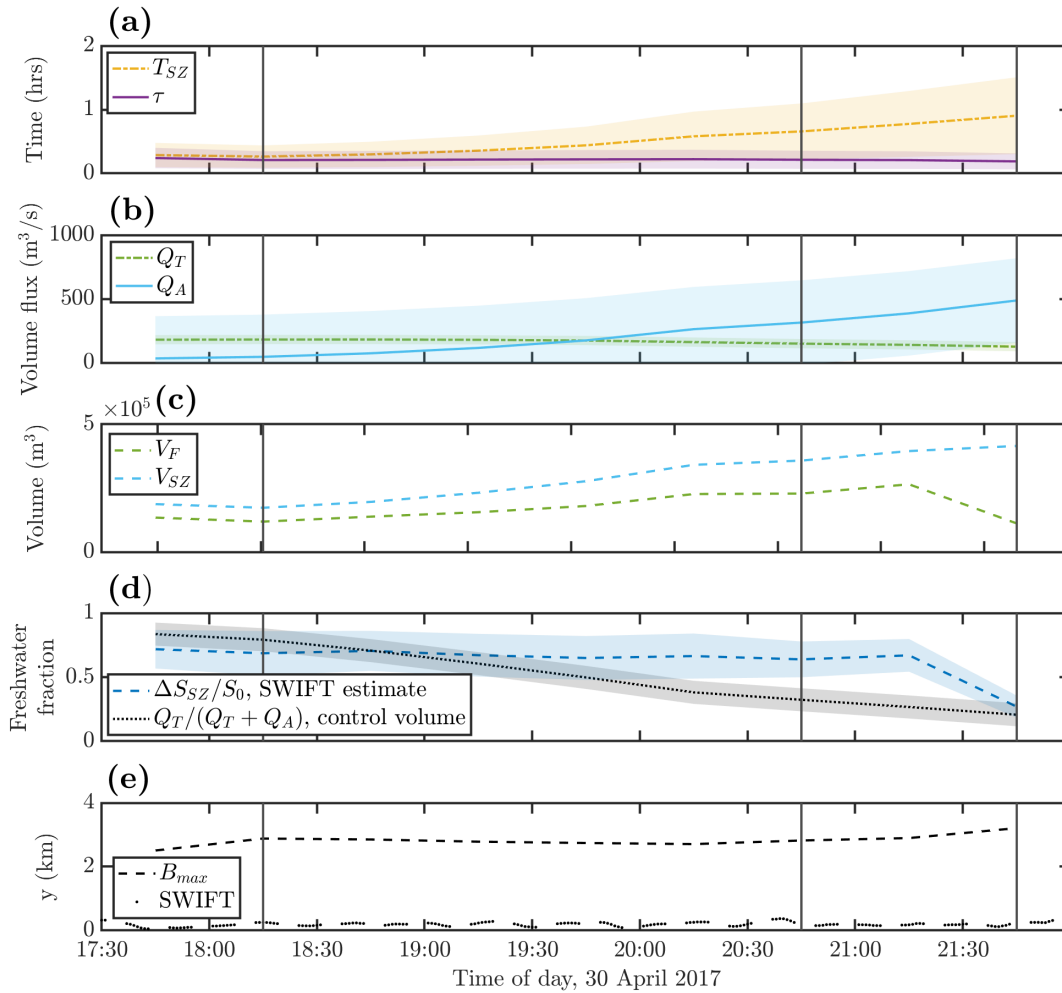 (a)
2
1
0
Time (hrs)
T_SZ
τ
(b)
1000
500
0
Volume flux (m³/s)
Q_T
Q_A
(c)
×10⁵
5
0
Volume (m³)
V_F
V_SZ
(d)
1
0.5
0
Freshwater
fraction
ΔS_SZ/S_0, SWIFT estimate
Q_T/(Q_T + Q_A), control volume
(e)
4
2
0
y (km)
B_max
SWIFT
17:30 18:00 18:30 19:00 19:30 20:00 20:30 21:00 21:30
Time of day, 30 April 2017